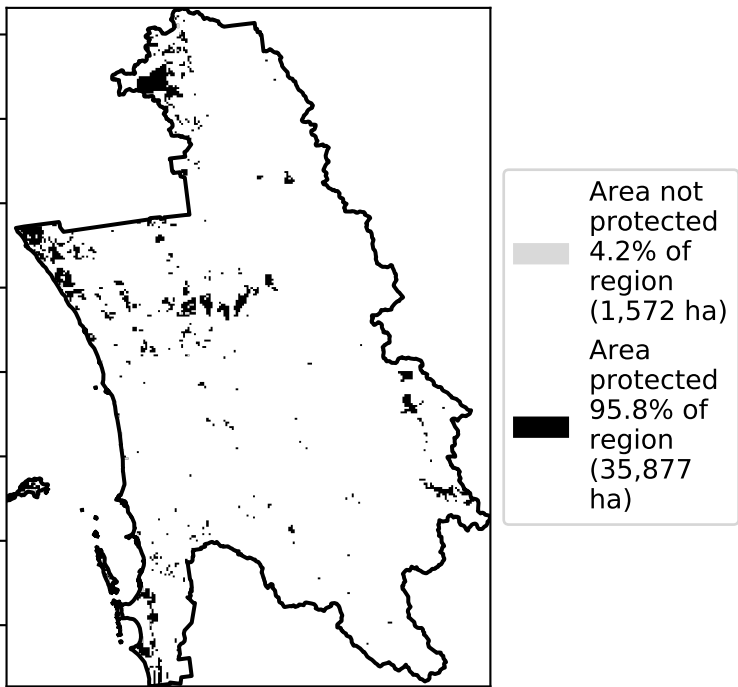 Area not
protected
4.2% of
region
(1,572 ha)
Area
protected
95.8% of
region
(35,877
ha)